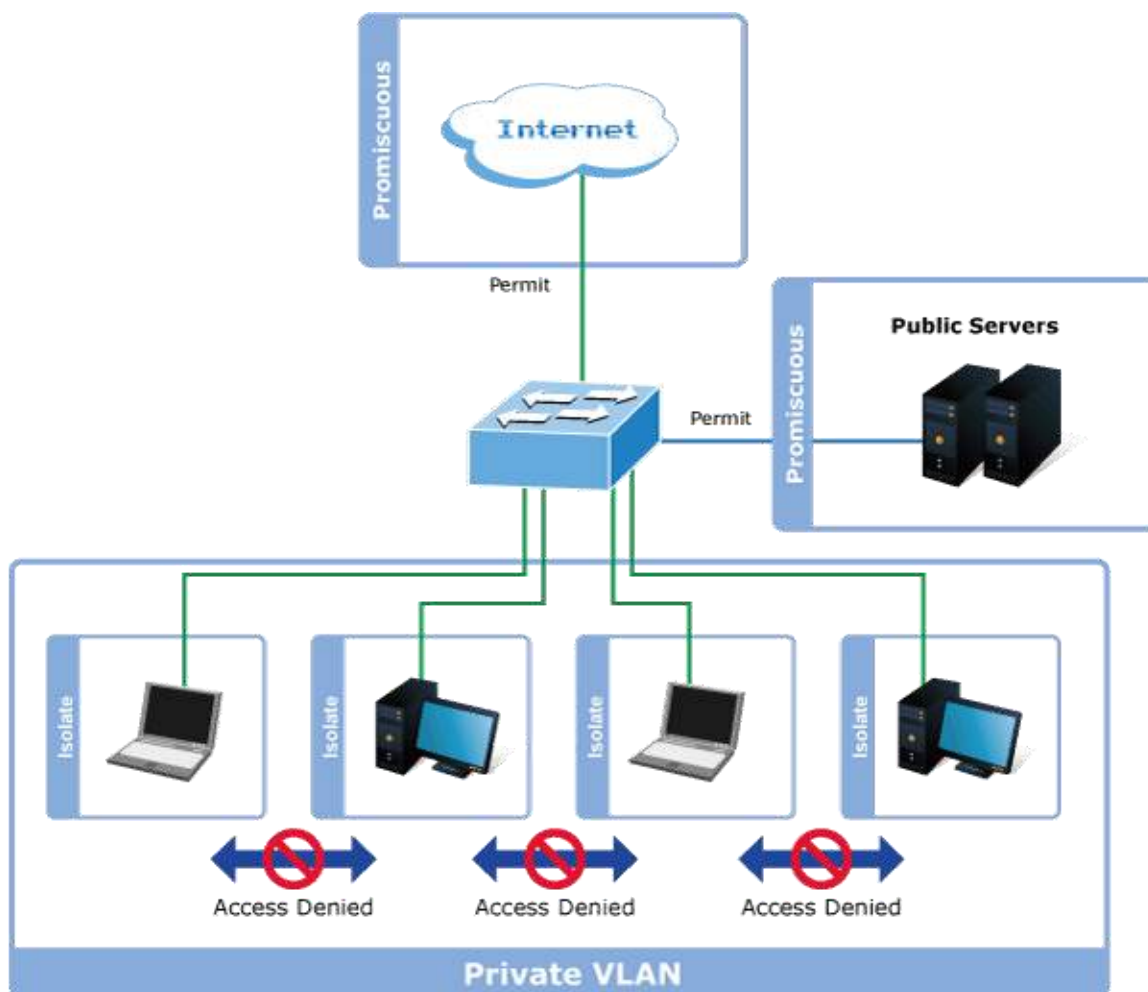 Promiscuous
Internet
Permit
Promiscuous
Public Servers
Permit
Isolate
Isolate
Isolate
Isolate
Access Denied
Access Denied
Access Denied
Private VLAN